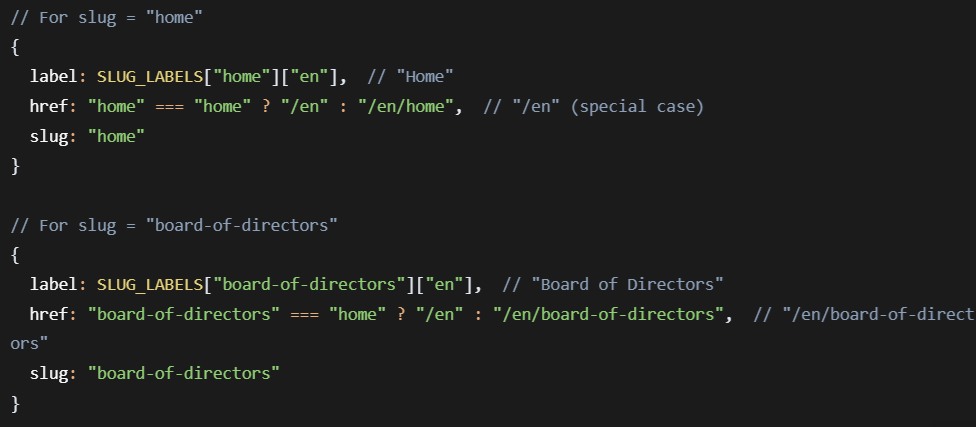 // For slug = "home"
{
  label: SLUG_LABELS["home"]["en"],  // "Home"
  href: "home" === "home" ? "/en" : "/en/home",  // "/en" (special case)
  slug: "home"
}

// For slug = "board-of-directors"
{
  label: SLUG_LABELS["board-of-directors"]["en"],  // "Board of Directors"
  href: "board-of-directors" === "home" ? "/en" : "/en/board-of-directors",  // "/en/board-of-direct
ors"
  slug: "board-of-directors"
}